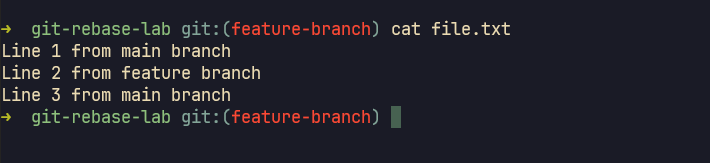 → git-rebase-lab git:(feature-branch) cat file.txt
Line 1 from main branch
Line 2 from feature branch
Line 3 from main branch
→ git-rebase-lab git:(feature-branch)